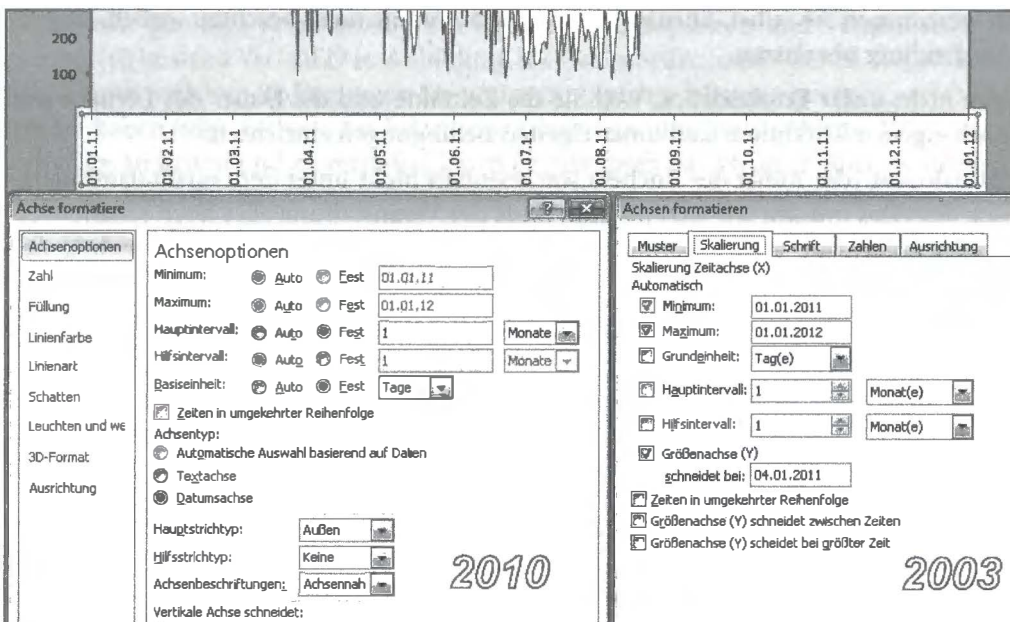 200
100
01.01.11
01.02.11
01.03.11
01.04.11
01.05.11
01.06.11
01.07.11
01.08.1
01.09.11
01.10.11
01.11.11
01.12.11
01.01.12
Achse formatiere
Achsenoptionen
Zahl
Füllung
Linienfarbe
Linienart
Schatten
Leuchten und we
3D-Format
Ausrichtung
Achsenoptionen
Minimum: Auto Fest 01.01.11
Maximum: Auto Fest 01.01.12
Hauptintervall: Auto Fest 1 Monate
Hilfsintervall: Auto Fest 1 Monate
Basiseinheit: Auto Fest Tage
Zeiten in umgekehrter Reihenfolge
Achsentyp:
Automatische Auswahl basierend auf Daten
Textachse
Datumsachse
Hauptstrichtyp: Außen
Hilfsstrichtyp: Keine
Achsenbeschriftungen: Achsennah
Vertikale Achse schneidet:
2010
Achsen formatieren
Muster Skalierung Schrift Zahlen Ausrichtung
Skalierung Zeitachse (X)
Automatisch
Minimum: 01.01.2011
Maximum: 01.01.2012
Grundeinheit: Tag(e)
Hauptintervall: 1 Monat(e)
Hilfsintervall: 1 Monat(e)
Größenachse (Y)
schneidet bei: 04.01.2011
Zeiten in umgekehrter Reihenfolge
Größenachse (Y) schneidet zwischen Zeiten
Größenachse (Y) scheidet bei größter Zeit
2003